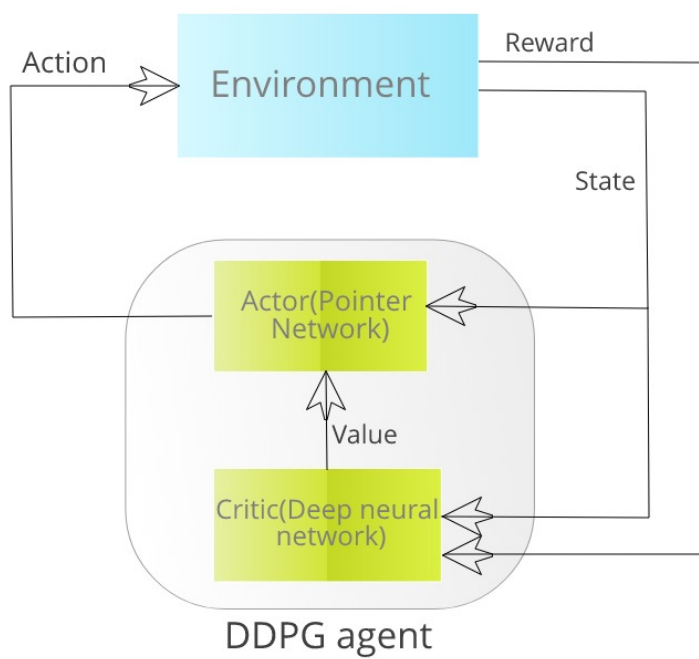 Reward
Action
Environment
State
Actor(Pointer
Network)
Value
Critic(Deep neural
network)
DDPG agent